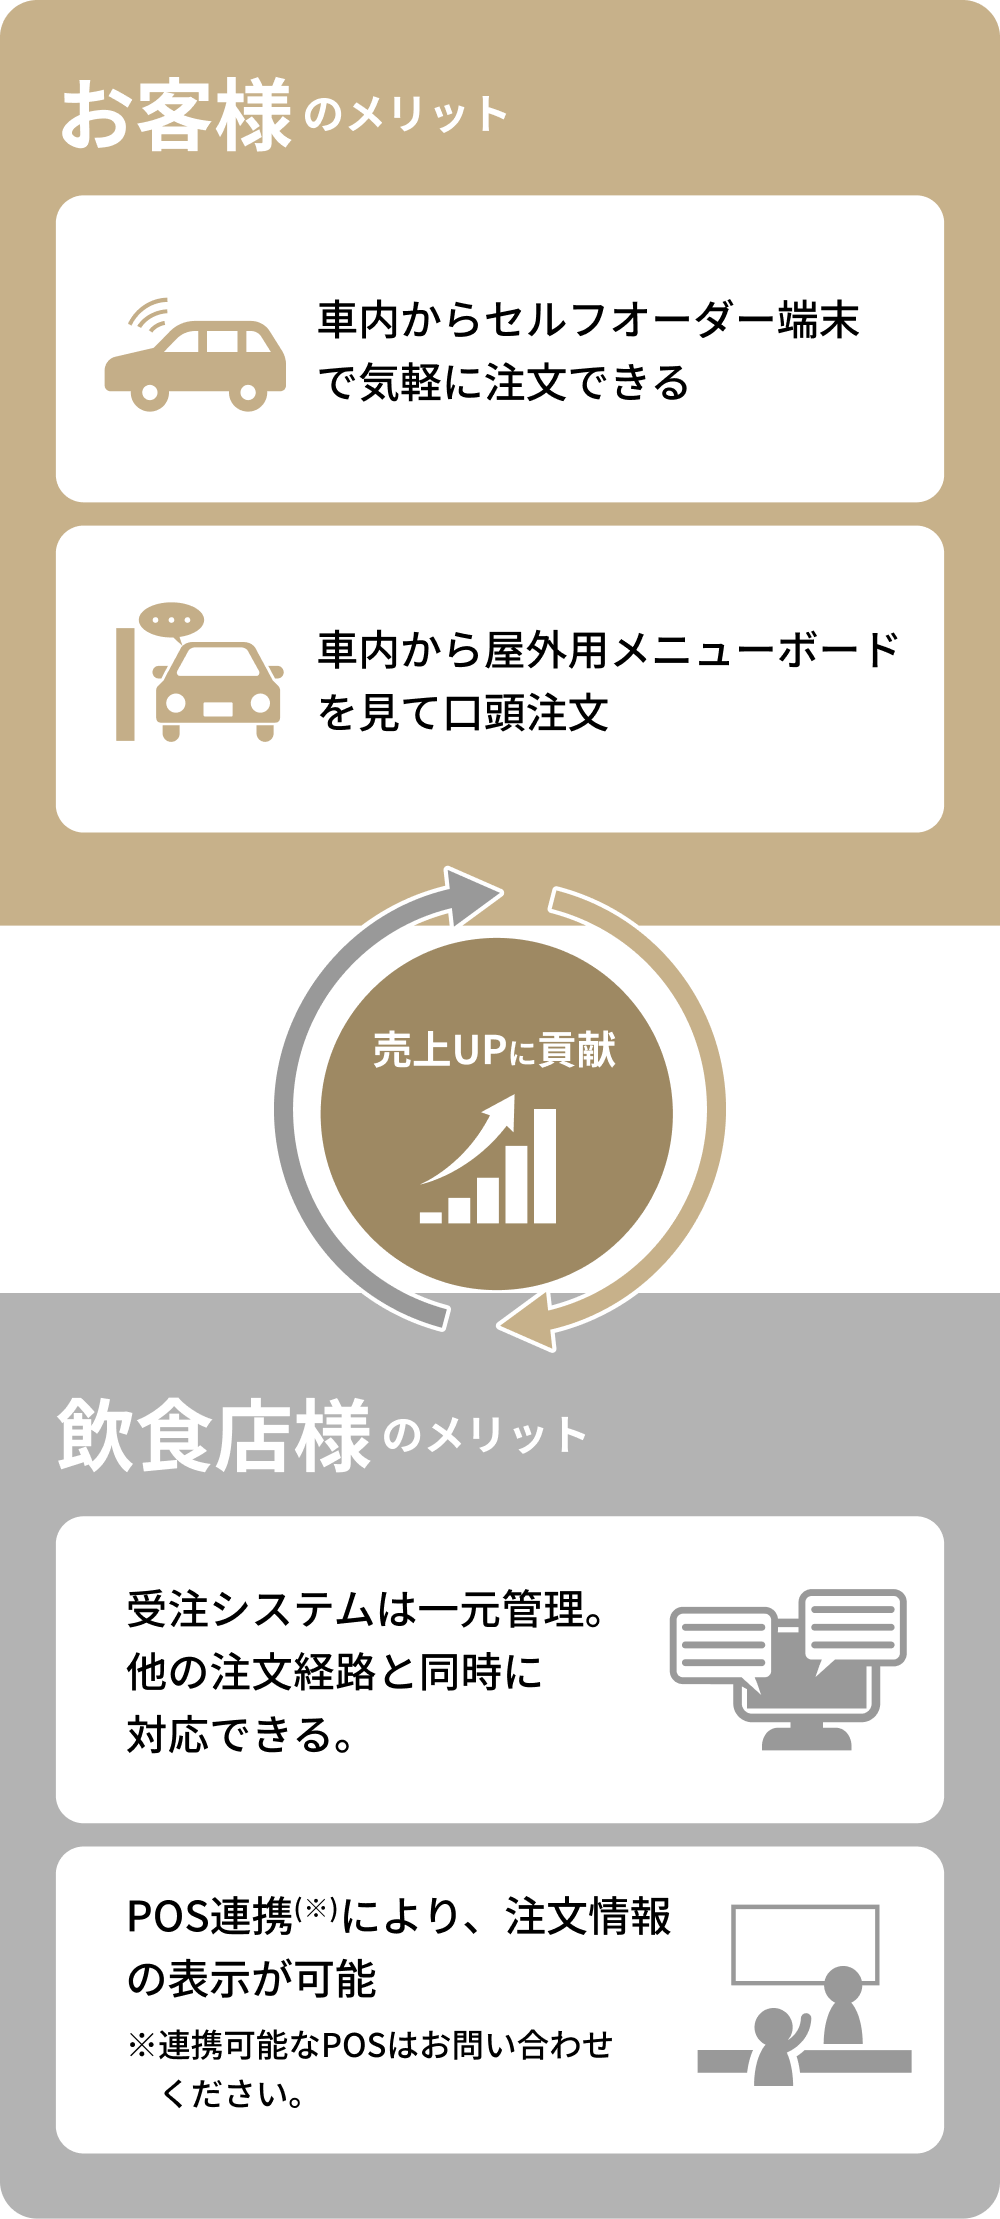 お客様のメリット
車内からセルフオーダー端末
で気軽に注文できる
車内から屋外用メニューボード
を見て口頭注文
売上UPに貢献
飲食店様のメリット
受注システムは一元管理。
他の注文経路と同時に
対応できる。
POS連携(※)により、注文情報
の表示が可能
※連携可能なPOSはお問い合わせ
ください。